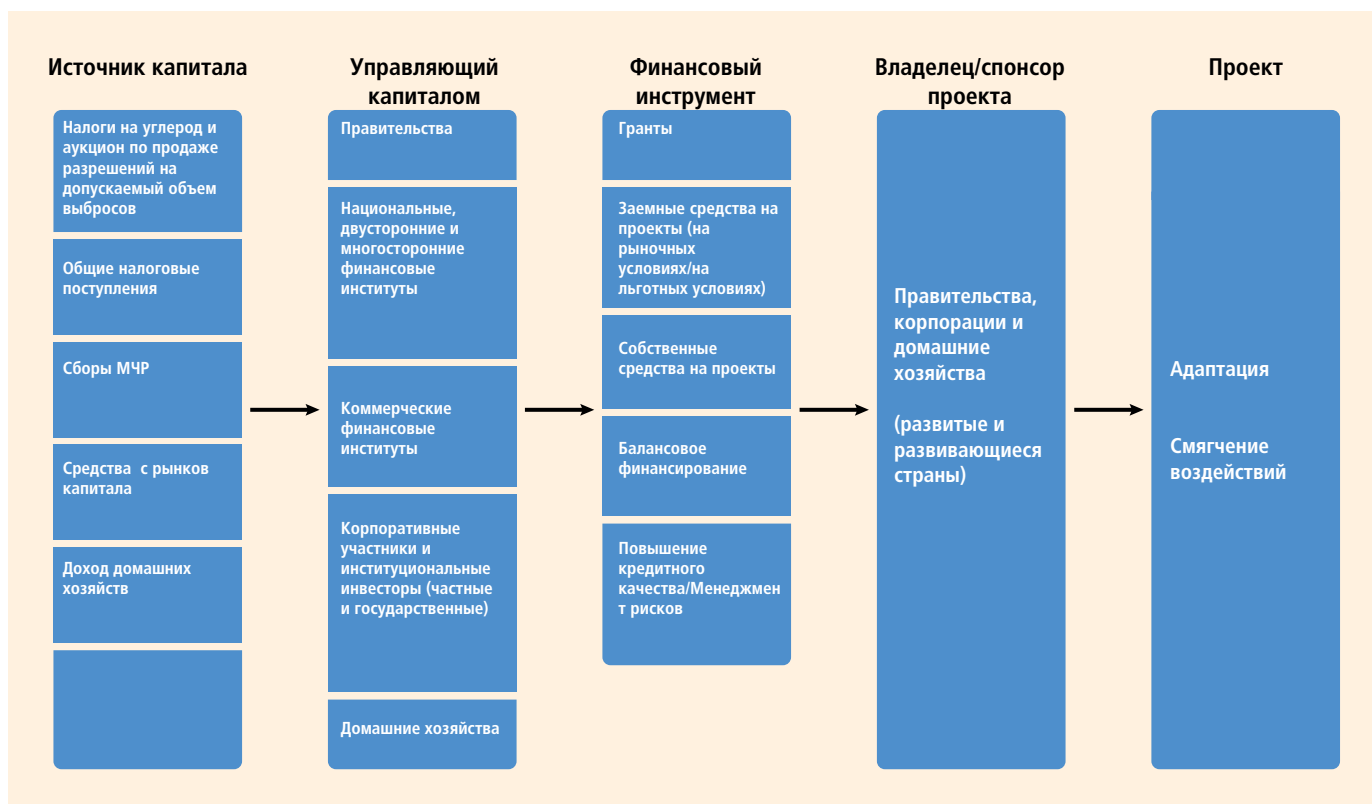 Источник капитала
Налоги на углерод и
аукцион по продаже
разрешений на
допускаемый объем
выбросов
Общие налоговые
поступления
Сборы МЧР
Средства с рынков
капитала
Доход домашних
хозяйств
Управляющий
капиталом
Правительства
Национальные,
двусторонние и
многосторонние
финансовые
институты
Коммерческие
финансовые
институты
Корпоративные
участники и
институциональные
инвесторы (частные
и государственные)
Домашние хозяйства
Финансовый
инструмент
Гранты
Заемные средства на
проекты (на
рыночных
условиях/на
льготных условиях)
Собственные
средства на проекты
Балансовое
финансирование
Повышение
кредитного
качества/Менеджмен
т рисков
Владелец/спонсор
проекта
Правительства,
корпорации и
домашние
хозяйства
(развитые и
развивающиеся
страны)
Проект
Адаптация
Смягчение
воздействий